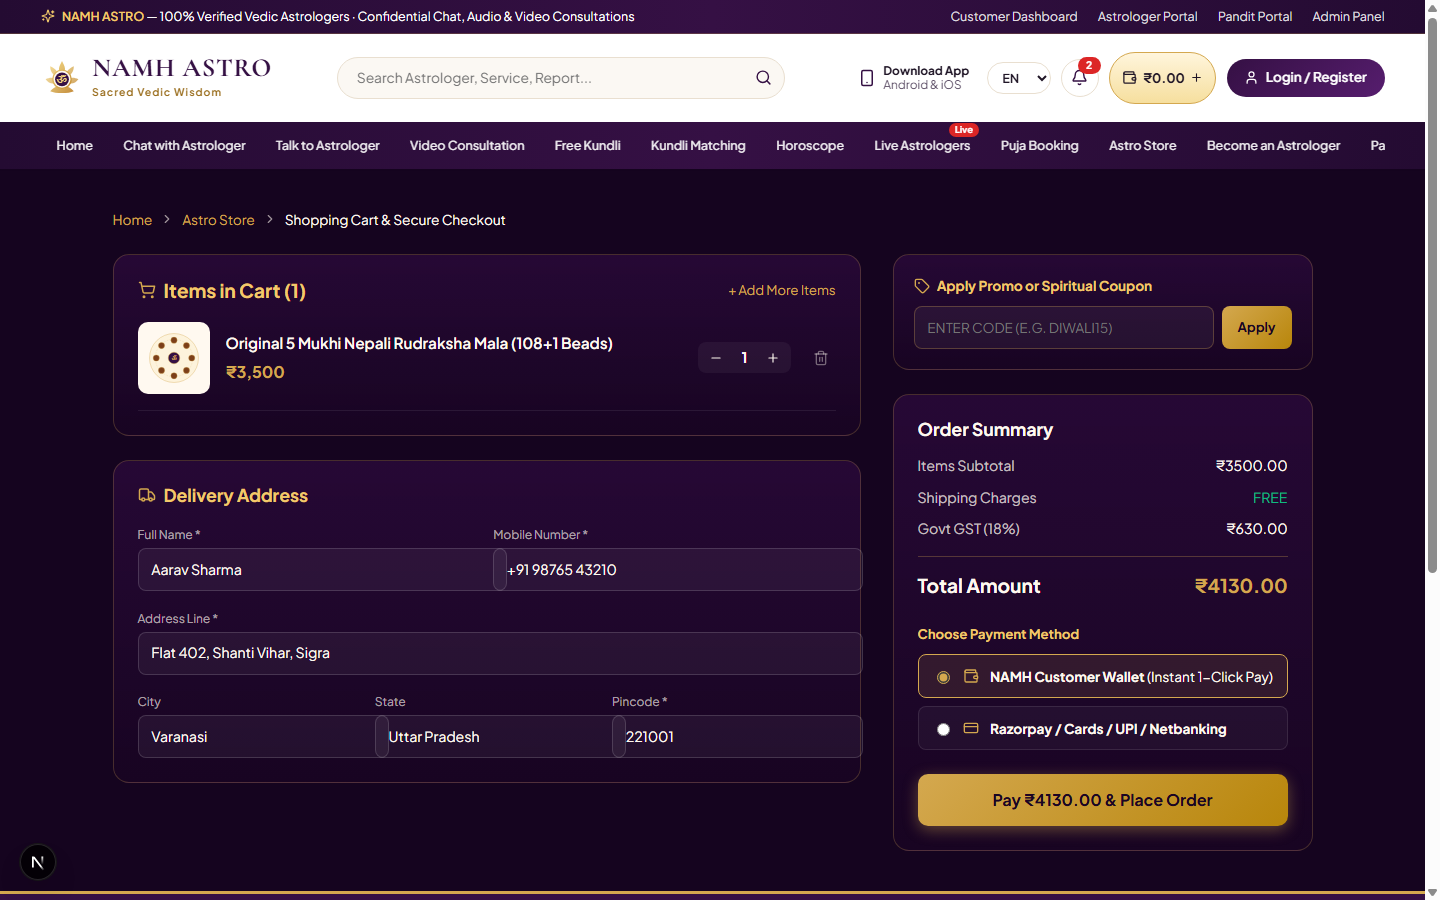 NAMH ASTRO — 100% Verified Vedic Astrologers · Confidential Chat, Audio & Video Consultations
Customer Dashboard
Astrologer Portal
Pandit Portal
Admin Panel
NAMH ASTRO
Sacred Vedic Wisdom
Search Astrologer, Service, Report...
Download App
Android & iOS
EN
2
₹0.00 +
Login / Register
Home
Chat with Astrologer
Talk to Astrologer
Video Consultation
Free Kundli
Kundli Matching
Horoscope
Live Astrologers
Live
Puja Booking
Astro Store
Become an Astrologer
Pa
Home > Astro Store > Shopping Cart & Secure Checkout
Items in Cart (1)
+ Add More Items
Original 5 Mukhi Nepali Rudraksha Mala (108+1 Beads)
₹3,500
− 1 +
Delivery Address
Full Name *
Mobile Number *
Aarav Sharma
+91 98765 43210
Address Line *
Flat 402, Shanti Vihar, Sigra
City
State
Pincode *
Varanasi
Uttar Pradesh
221001
Apply Promo or Spiritual Coupon
ENTER CODE (E.G. DIWALI15)
Apply
Order Summary
Items Subtotal ₹3500.00
Shipping Charges FREE
Govt GST (18%) ₹630.00
Total Amount ₹4130.00
Choose Payment Method
NAMH Customer Wallet (Instant 1-Click Pay)
Razorpay / Cards / UPI / Netbanking
Pay ₹4130.00 & Place Order
N